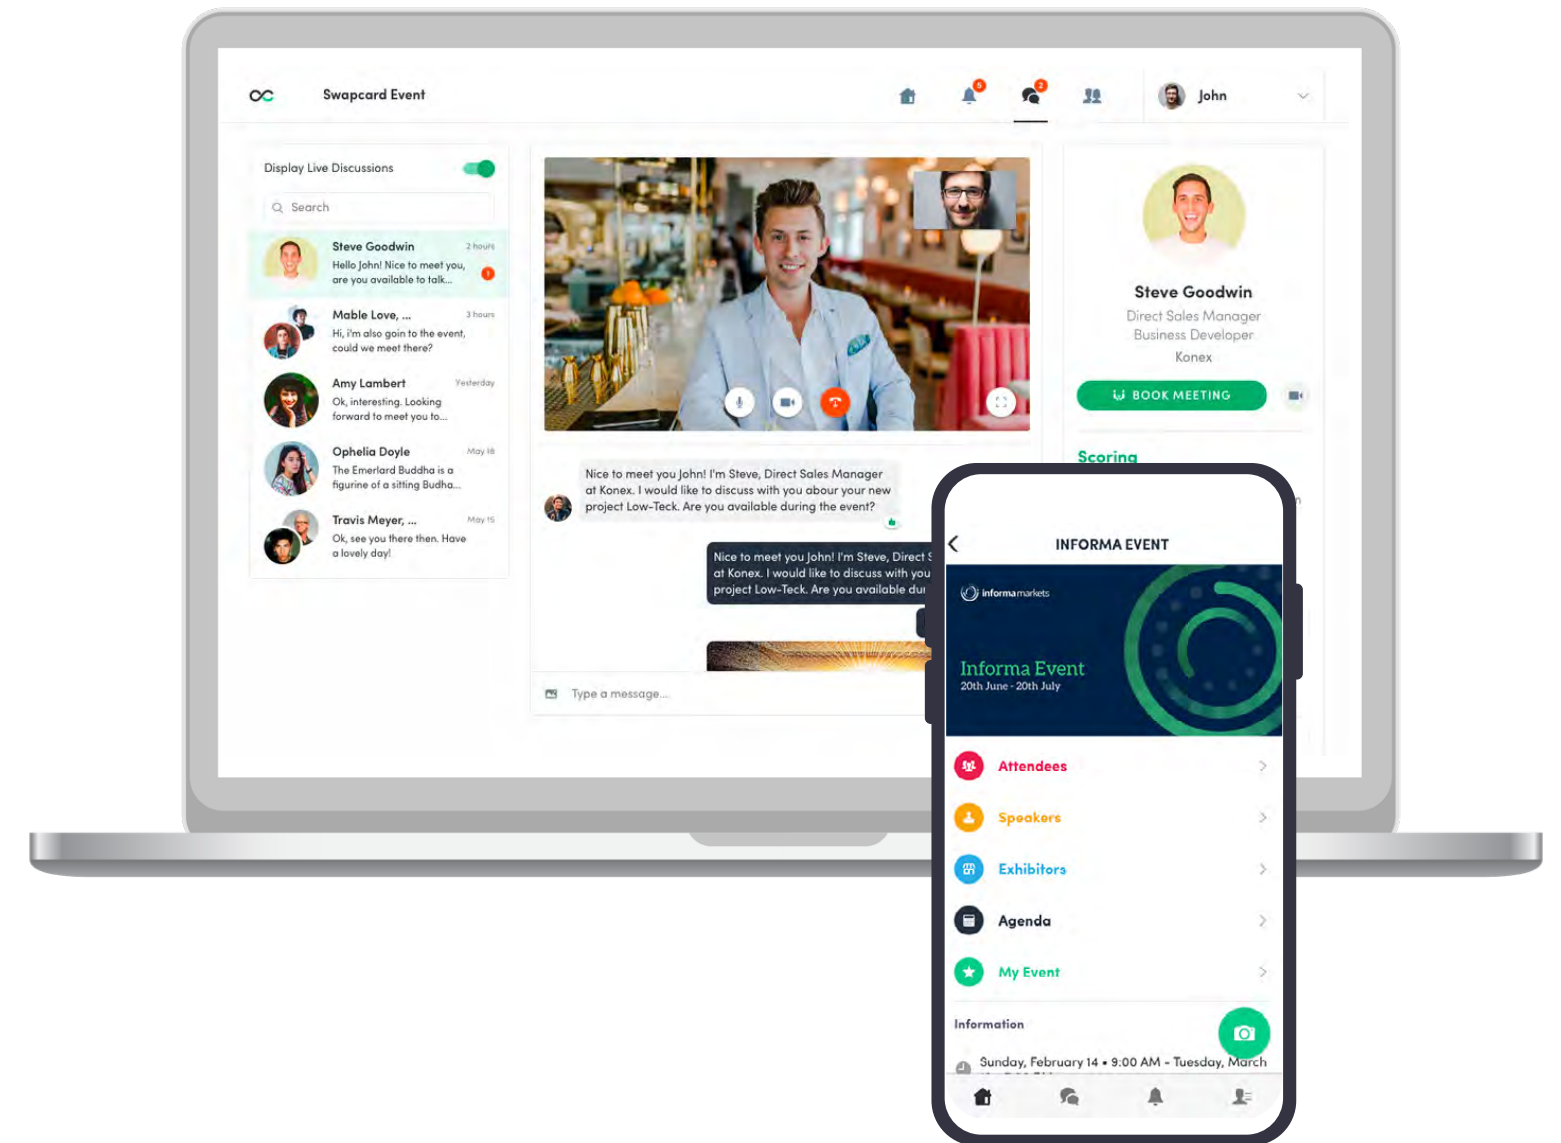 Swapcard Event
5
2
John
Display Live Discussions
Search
Steve Goodwin
2 hours
Hello John! Nice to meet you,
are you available to talk...
Mable Love, ...
3 hours
Hi, i'm also goin to the event,
could we meet there?
Amy Lambert
Yesterday
Ok, interesting. Looking
forward to meet you to...
Ophelia Doyle
May 18
The Emerlard Buddha is a
figurine of a sitting Budha...
Travis Meyer, ...
May 15
Ok, see you there then. Have
a lovely day!
Nice to meet you John! I'm Steve, Direct Sales Manager
at Konex. I would like to discuss with you abour your new
project Low-Teck. Are you available during the event?
Nice to meet you John! I'm Steve, Direct S
at Konex. I would like to discuss with you
project Low-Teck. Are you available dur
Type a message...
Steve Goodwin
Direct Sales Manager
Business Developer
Konex
BOOK MEETING
Scoring
INFORMA EVENT
informa markets
Informa Event
20th June - 20th July
Attendees
Speakers
Exhibitors
Agenda
My Event
Information
Sunday, February 14 • 9:00 AM - Tuesday, March